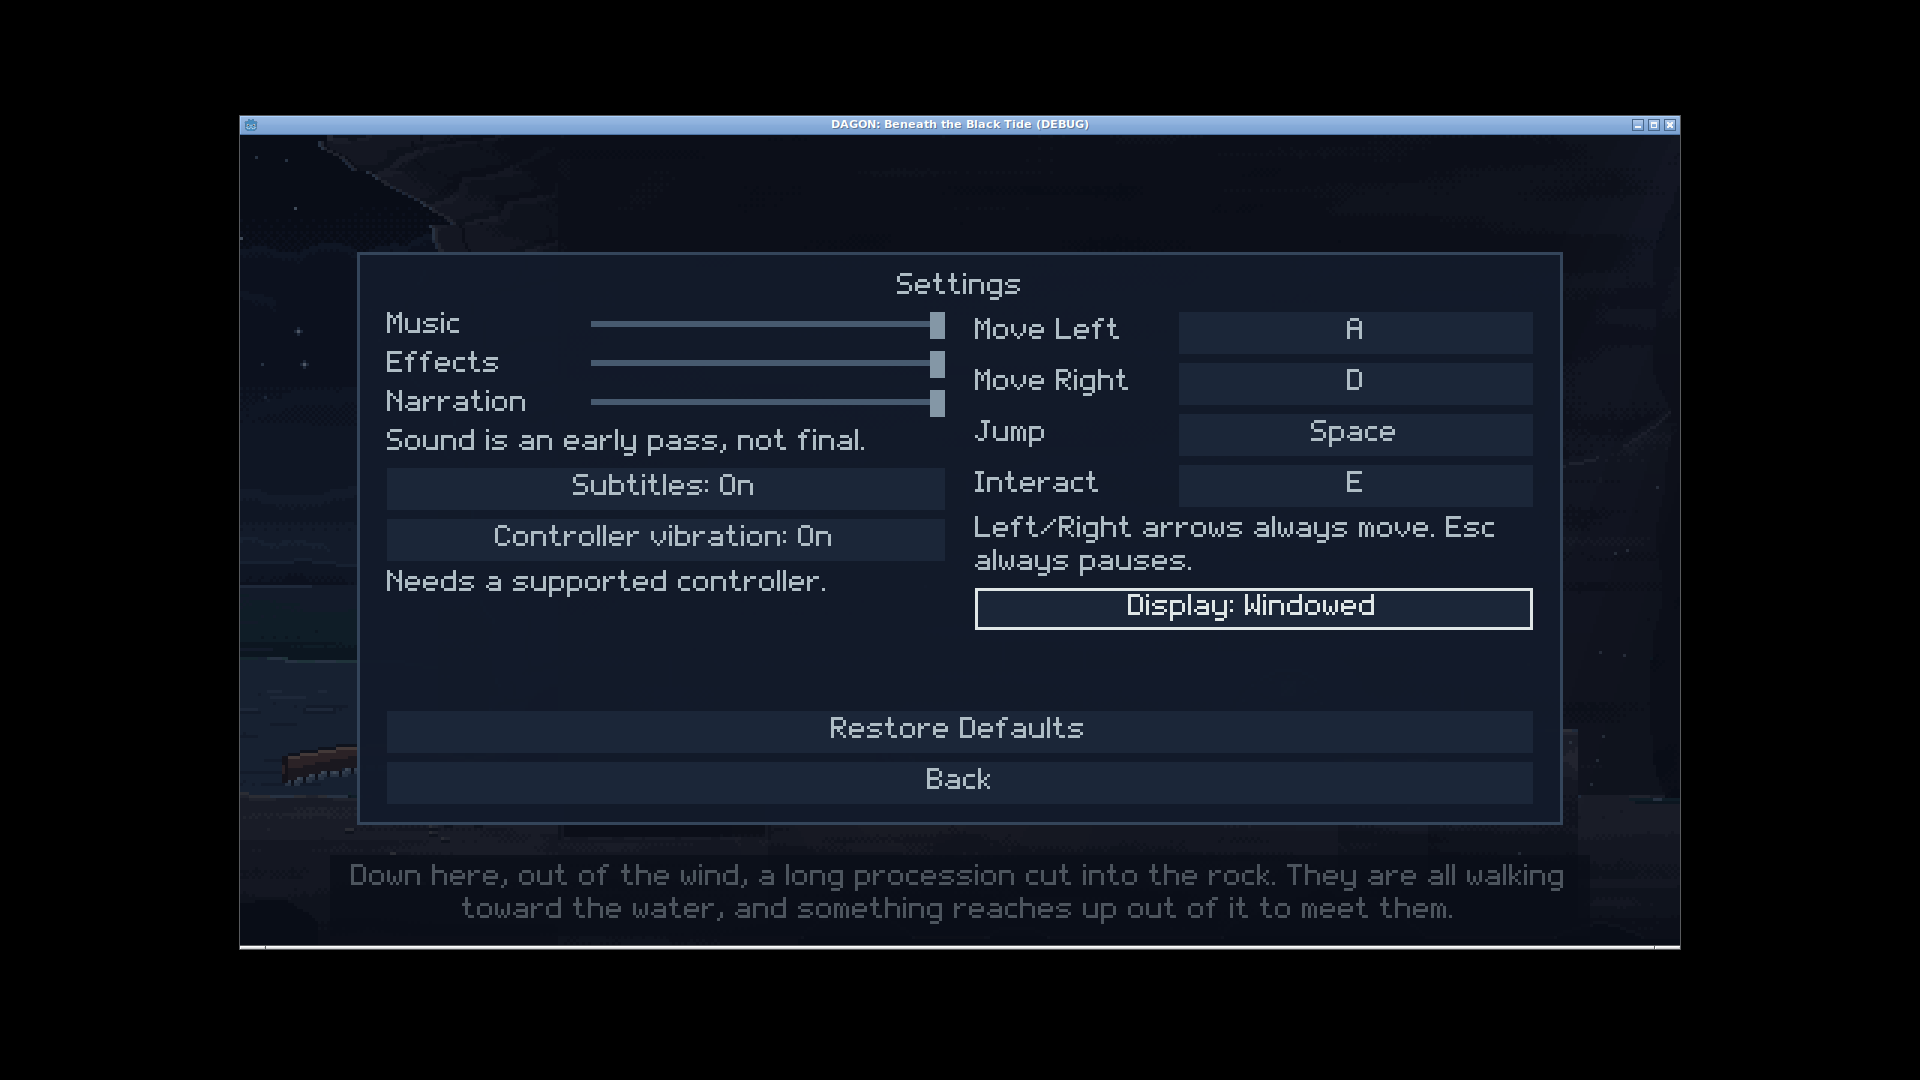 DAGON: Beneath the Black Tide (DEBUG)
Settings
Music
Effects
Narration
Sound is an early pass, not final.
Subtitles: On
Controller vibration: On
Needs a supported controller.
Move Left
A
Move Right
D
Jump
Space
Interact
E
Left/Right arrows always move. Esc
always pauses.
Display: Windowed
Restore Defaults
Back
Down here, out of the wind, a long procession cut into the rock. They are all walking
toward the water, and something reaches up out of it to meet them.